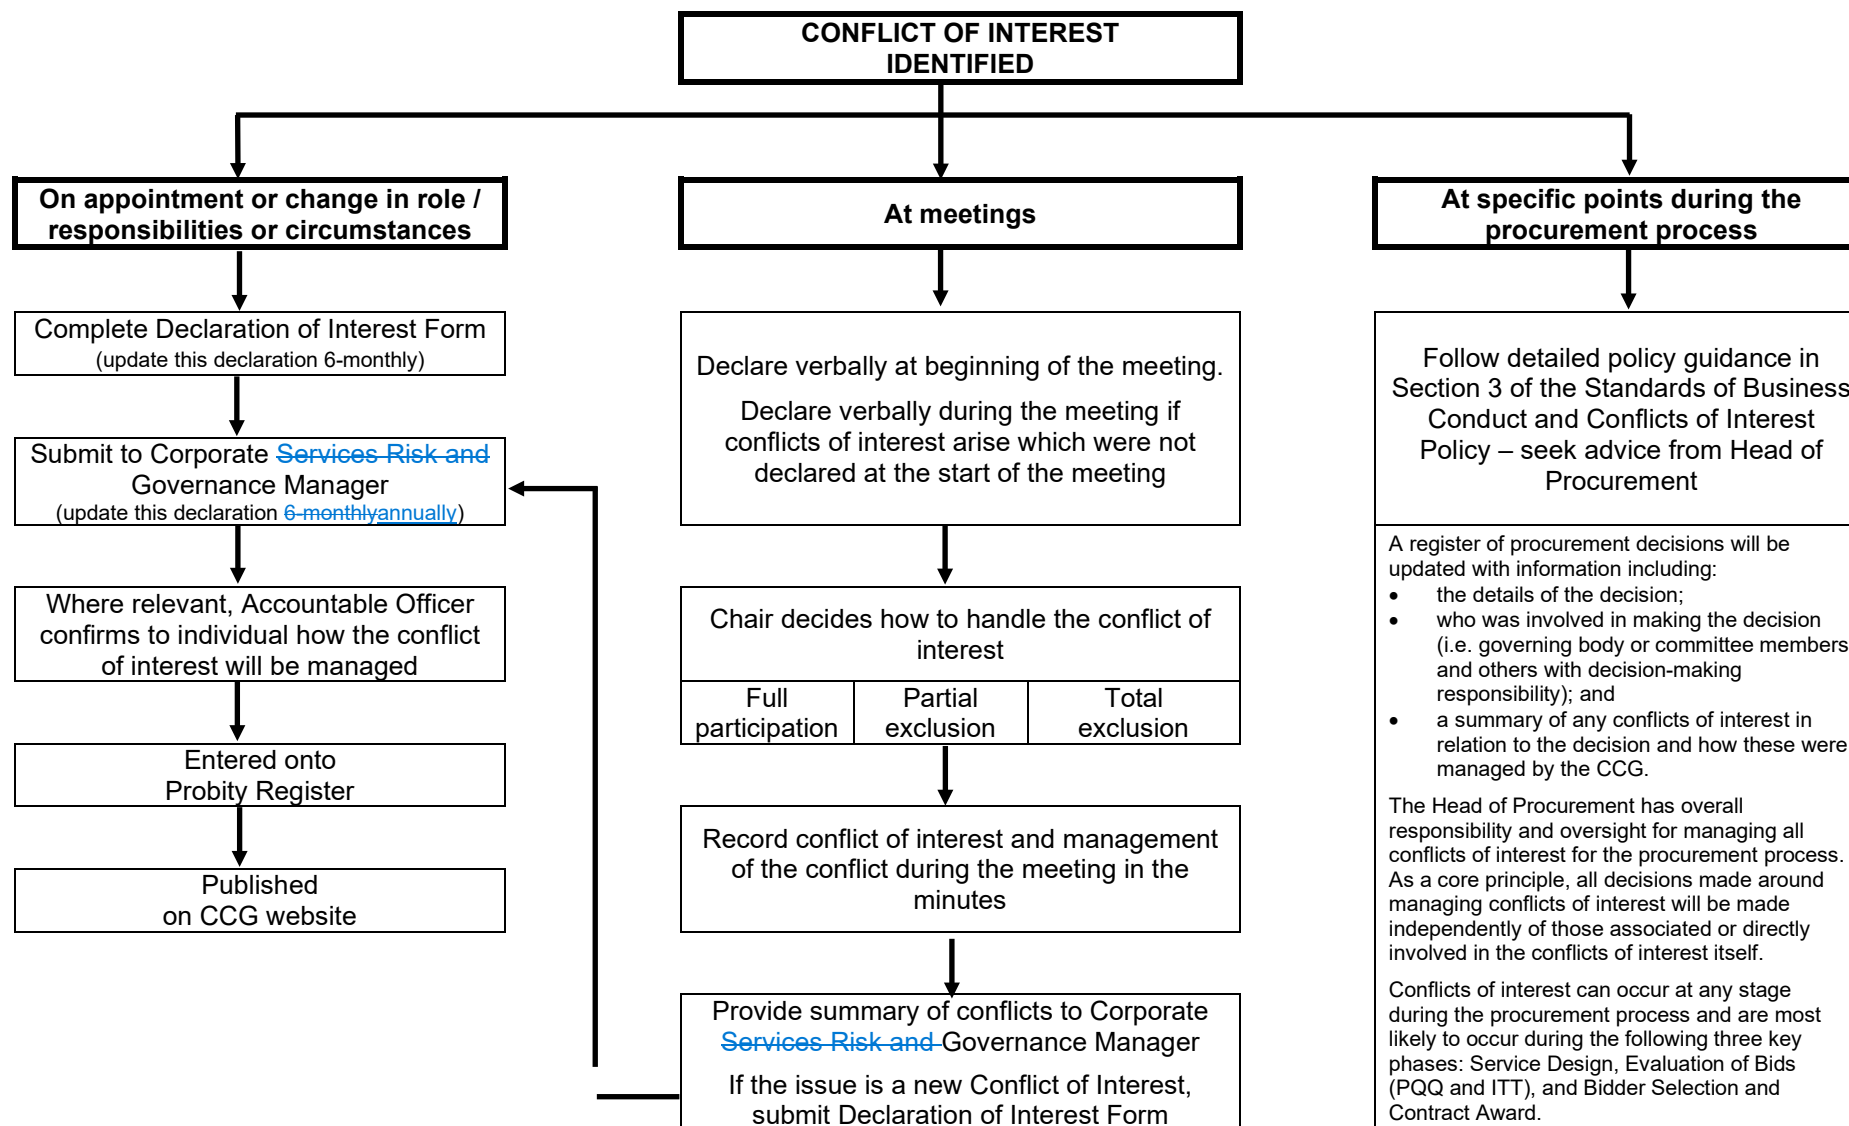 CONFLICT OF INTEREST
IDENTIFIED
On appointment or change in role /
responsibilities or circumstances
Complete Declaration of Interest Form
(update this declaration 6-monthly)
Submit to Corporate Services Risk and
Governance Manager
(update this declaration 6-monthlyannually)
Where relevant, Accountable Officer
confirms to individual how the conflict
of interest will be managed
Entered onto
Probity Register
Published
on CCG website
At meetings
Declare verbally at beginning of the meeting.
Declare verbally during the meeting if
conflicts of interest arise which were not
declared at the start of the meeting
Chair decides how to handle the conflict of
interest
Full
participation
Partial
exclusion
Total
exclusion
Record conflict of interest and management
of the conflict during the meeting in the
minutes
Provide summary of conflicts to Corporate
Services Risk and Governance Manager
If the issue is a new Conflict of Interest,
submit Declaration of Interest Form
At specific points during the
procurement process
Follow detailed policy guidance in
Section 3 of the Standards of Business
Conduct and Conflicts of Interest
Policy – seek advice from Head of
Procurement
A register of procurement decisions will be
updated with information including:
• the details of the decision;
• who was involved in making the decision
(i.e. governing body or committee members
and others with decision-making
responsibility); and
• a summary of any conflicts of interest in
relation to the decision and how these were
managed by the CCG.
The Head of Procurement has overall
responsibility and oversight for managing all
conflicts of interest for the procurement process.
As a core principle, all decisions made around
managing conflicts of interest will be made
independently of those associated or directly
involved in the conflicts of interest itself.
Conflicts of interest can occur at any stage
during the procurement process and are most
likely to occur during the following three key
phases: Service Design, Evaluation of Bids
(PQQ and ITT), and Bidder Selection and
Contract Award.